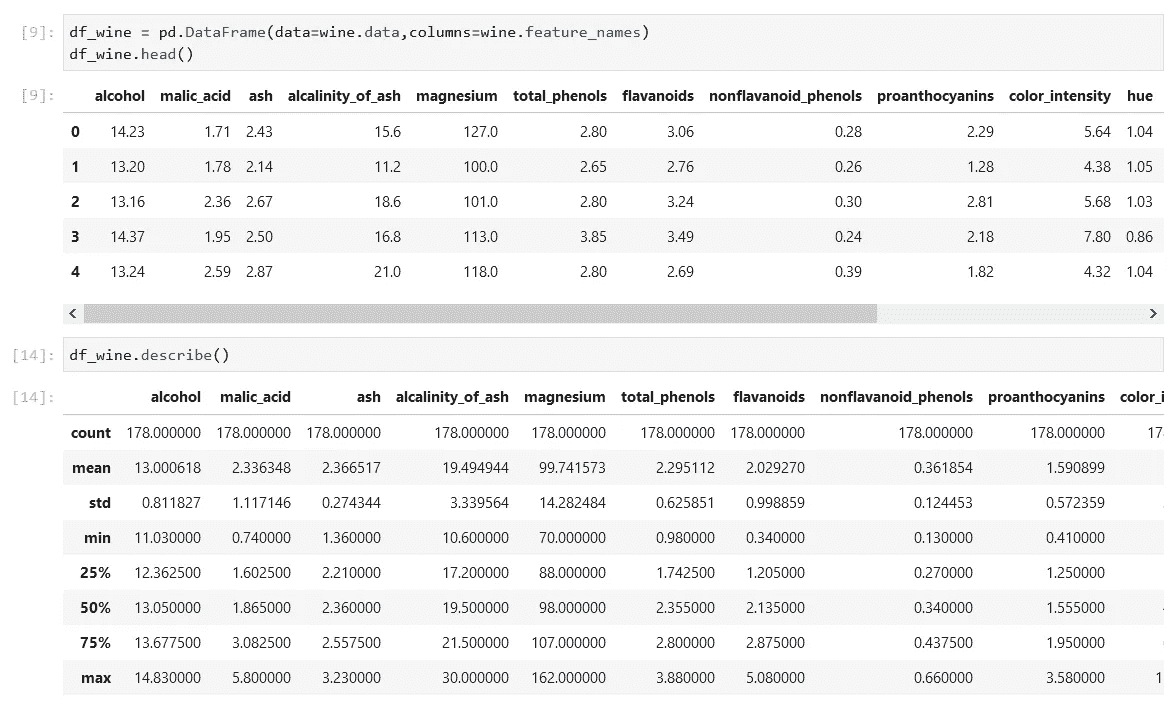 [9]: df_wine = pd.DataFrame(data=wine.data,columns=wine.feature_names)
df_wine.head()
[9]: alcohol malic_acid ash alcalinity_of_ash magnesium total_phenols flavanoids nonflavanoid_phenols proanthocyanins color_intensity hue
0 14.23 1.71 2.43 15.6 127.0 2.80 3.06 0.28 2.29 5.64 1.04
1 13.20 1.78 2.14 11.2 100.0 2.65 2.76 0.26 1.28 4.38 1.05
2 13.16 2.36 2.67 18.6 101.0 2.80 3.24 0.30 2.81 5.68 1.03
3 14.37 1.95 2.50 16.8 113.0 3.85 3.49 0.24 2.18 7.80 0.86
4 13.24 2.59 2.87 21.0 118.0 2.80 2.69 0.39 1.82 4.32 1.04
[14]: df_wine.describe()
[14]: alcohol malic_acid ash alcalinity_of_ash magnesium total_phenols flavanoids nonflavanoid_phenols proanthocyanins
count 178.000000 178.000000 178.000000 178.000000 178.000000 178.000000 178.000000 178.000000 178.000000
mean 13.000618 2.336348 2.366517 19.494944 99.741573 2.295112 2.029270 0.361854 1.590899
std 0.811827 1.117146 0.274344 3.339564 14.282484 0.625851 0.998859 0.124453 0.572359
min 11.030000 0.740000 1.360000 10.600000 70.000000 0.980000 0.340000 0.130000 0.410000
25% 12.362500 1.602500 2.210000 17.200000 88.000000 1.742500 1.205000 0.270000 1.250000
50% 13.050000 1.865000 2.360000 19.500000 98.000000 2.355000 2.135000 0.340000 1.555000
75% 13.677500 3.082500 2.557500 21.500000 107.000000 2.800000 2.875000 0.437500 1.950000
max 14.830000 5.800000 3.230000 30.000000 162.000000 3.880000 5.080000 0.660000 3.580000